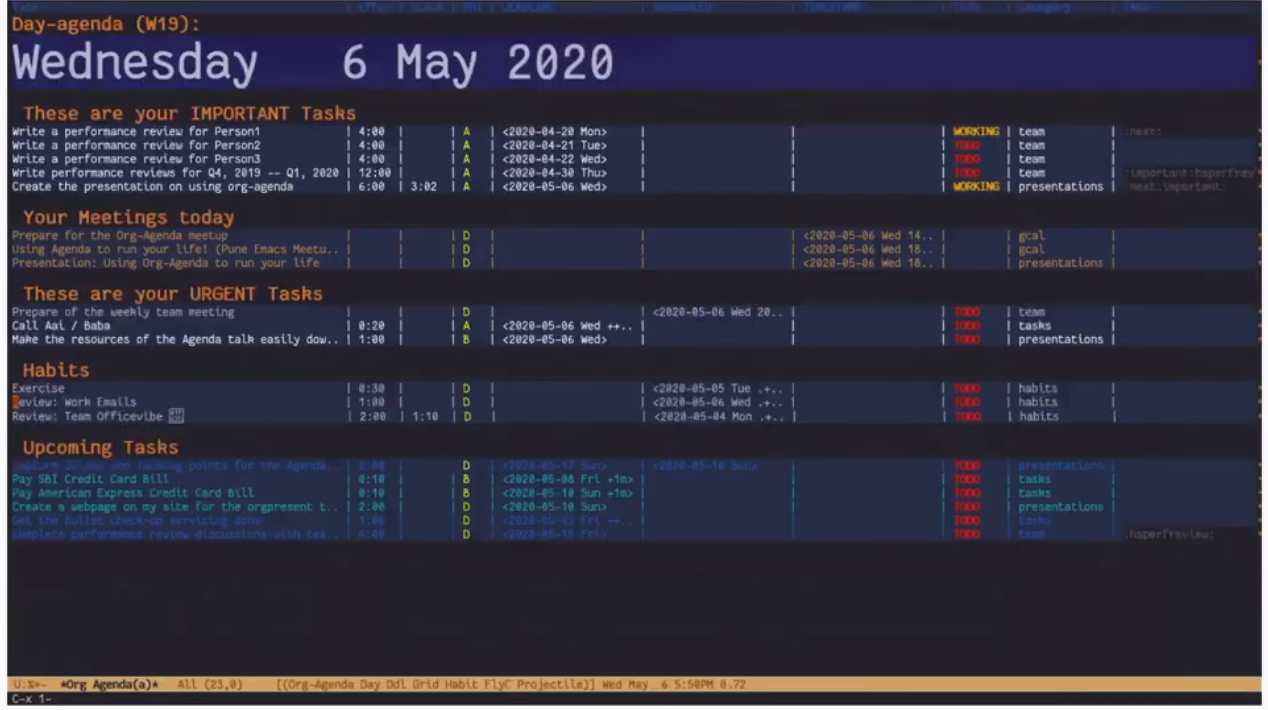 Effort | CLOCK | PRI | DEADLINE | SCHEDULED | TIMESTAMP | TODO | Category | TAGS
Day-agenda (W19):
Wednesday 6 May 2020
These are your IMPORTANT Tasks
Write a performance review for Person1 | 4:00 | | A | <2020-04-20 Mon> | | | WORKING | team | :next:
Write a performance review for Person2 | 4:00 | | A | <2020-04-21 Tue> | | | TODO | team |
Write a performance review for Person3 | 4:00 | | A | <2020-04-22 Wed> | | | TODO | team |
Write performance reviews for Q4, 2019 -- Q1, 2020 | 12:00 | | A | <2020-04-30 Thu> | | | TODO | team | :important:hsperfrev
Create the presentation on using org-agenda | 6:00 | 3:02 | A | <2020-05-06 Wed> | | | WORKING | presentations | :next:important:
Your Meetings today
Prepare for the Org-Agenda meetup | | | D | | | <2020-05-06 Wed 14.. | | gcal |
Using Agenda to run your life! (Pune Emacs Meetu.. | | | D | | | <2020-05-06 Wed 18.. | | gcal |
Presentation: Using Org-Agenda to run your life | | | D | | | <2020-05-06 Wed 18.. | | presentations |
These are your URGENT Tasks
Prepare of the weekly team meeting | | | D | | <2020-05-06 Wed 20.. | | TODO | team |
Call Aai / Baba | 0:20 | | A | <2020-05-06 Wed ++.. | | | TODO | tasks |
Make the resources of the Agenda talk easily dow.. | 1:00 | | B | <2020-05-06 Wed> | | | TODO | presentations |
Habits
Exercise | 0:30 | | D | | <2020-05-05 Tue .+.. | | TODO | habits |
Review: Work Emails | 1:00 | | D | | <2020-05-06 Wed .+.. | | TODO | habits |
Review: Team Officevibe | 2:00 | 1:10 | D | | <2020-05-04 Mon .+.. | | TODO | habits |
Upcoming Tasks
points for the Agenda.. | | D | <2020-05-17 Sun> | <2020-05-10 Sun> | | TODO | presentations |
Pay SBI Credit Card Bill | 0:10 | | B | <2020-05-08 Fri +1m> | | | TODO | tasks |
Pay American Express Credit Card Bill | 0:10 | | B | <2020-05-10 Sun +1m> | | | TODO | tasks |
Create a webpage on my site for the orgpresent t.. | 2:00 | | D | <2020-05-10 Sun> | | | TODO | presentations |
Get the bullet check-up servicing done | 1:00 | | D | <2020-05-15 Fri ++.. | | | TODO | tasks |
Complete performance review discussions with tea.. | 6:00 | | D | <2020-05-15 Fri> | | | TODO | team | :hsperfreview:
U:%*- *Org Agenda(a)* All (23,0) [(Org-Agenda Day Ddl Grid Habit FlyC Projectile)] Wed May 6 5:50PM 0.72
C-x 1-